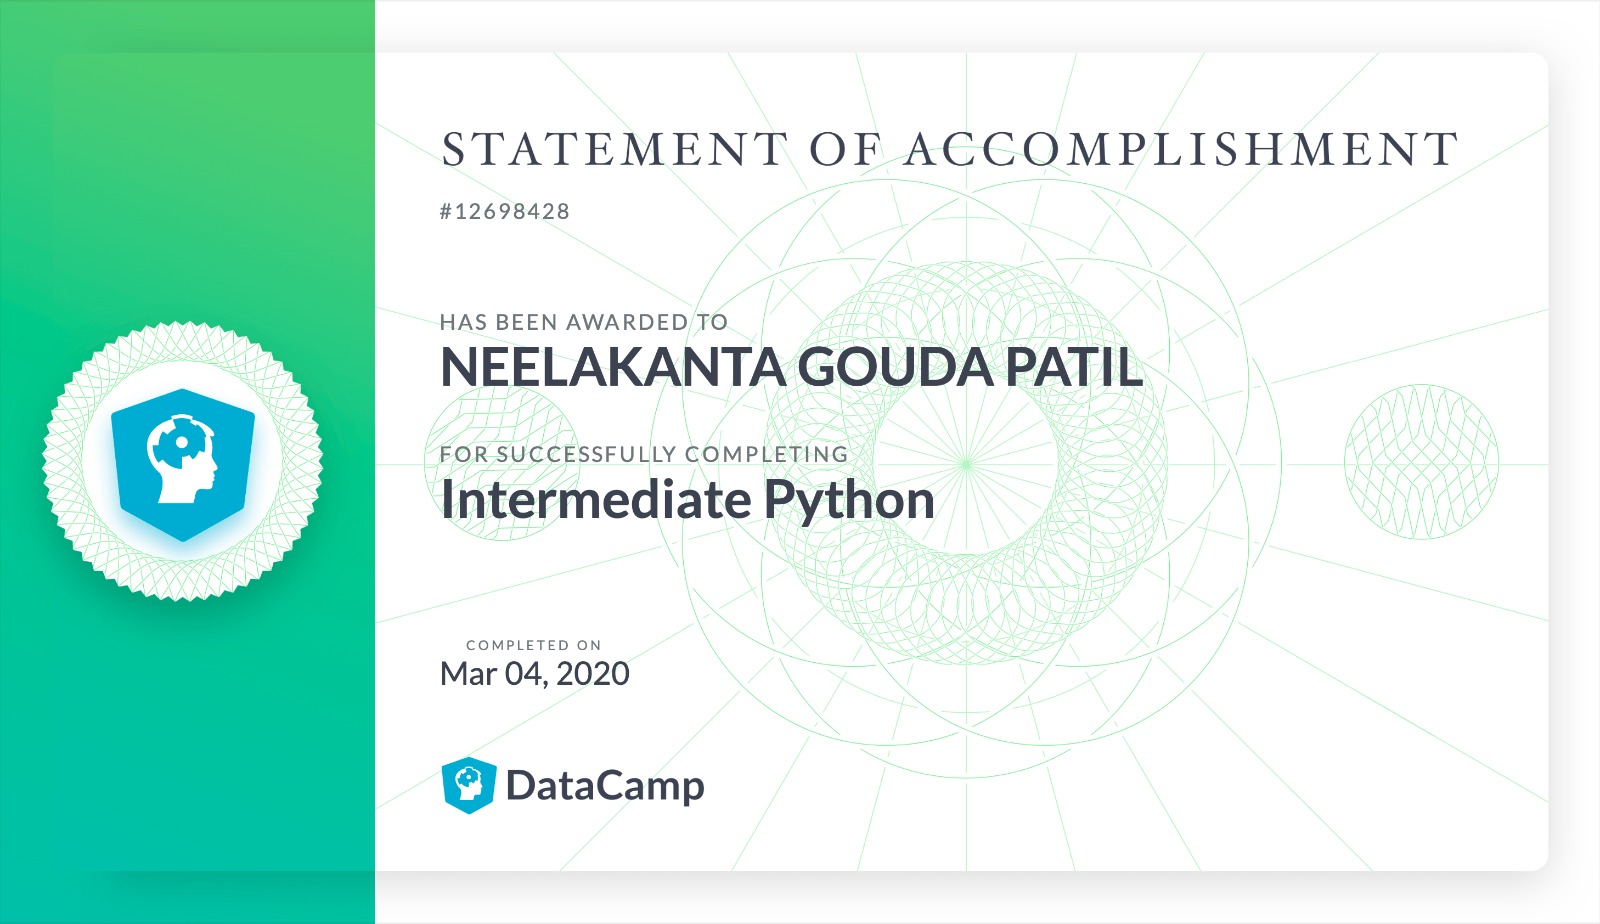 STATEMENT OF ACCOMPLISHMENT
#12698428
HAS BEEN AWARDED TO
NEELAKANTA GOUDA PATIL
FOR SUCCESSFULLY COMPLETING
Intermediate Python
COMPLETED ON
Mar 04, 2020
DataCamp